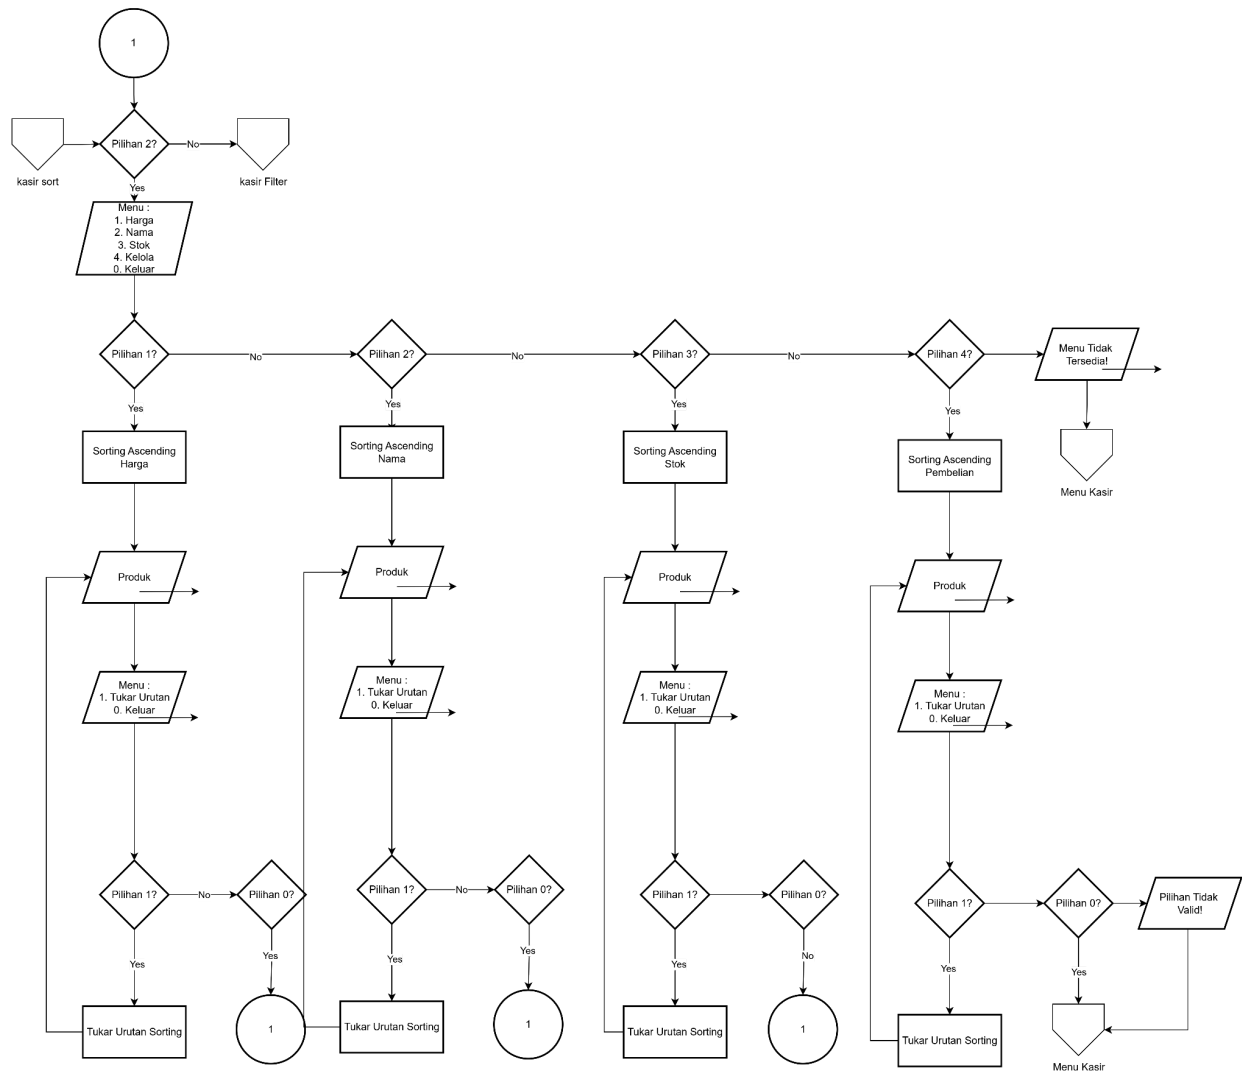 1
Pilihan 2?
No
kasir sort
kasir Filter
Yes
Menu :
1. Harga
2. Nama
3. Stok
4. Kelola
0. Keluar
Pilihan 1?
No
Pilihan 2?
No
Pilihan 3?
No
Pilihan 4?
Menu Tidak
Tersedia!
Yes
Yes
Yes
Yes
Sorting Ascending
Harga
Sorting Ascending
Nama
Sorting Ascending
Stok
Sorting Ascending
Pembelian
Menu Kasir
Produk
Produk
Produk
Produk
Menu :
1. Tukar Urutan
0. Keluar
Menu :
1. Tukar Urutan
0. Keluar
Menu :
1. Tukar Urutan
0. Keluar
Menu :
1. Tukar Urutan
0. Keluar
Pilihan 1?
No
Pilihan 0?
Pilihan 1?
No
Pilihan 0?
Pilihan 1?
No
Pilihan 0?
Pilihan 1?
Pilihan 0?
Pilihan Tidak
Valid!
Yes
Yes
Yes
Yes
Yes
No
Yes
Yes
Tukar Urutan Sorting
1
Tukar Urutan Sorting
1
Tukar Urutan Sorting
1
Tukar Urutan Sorting
Menu Kasir